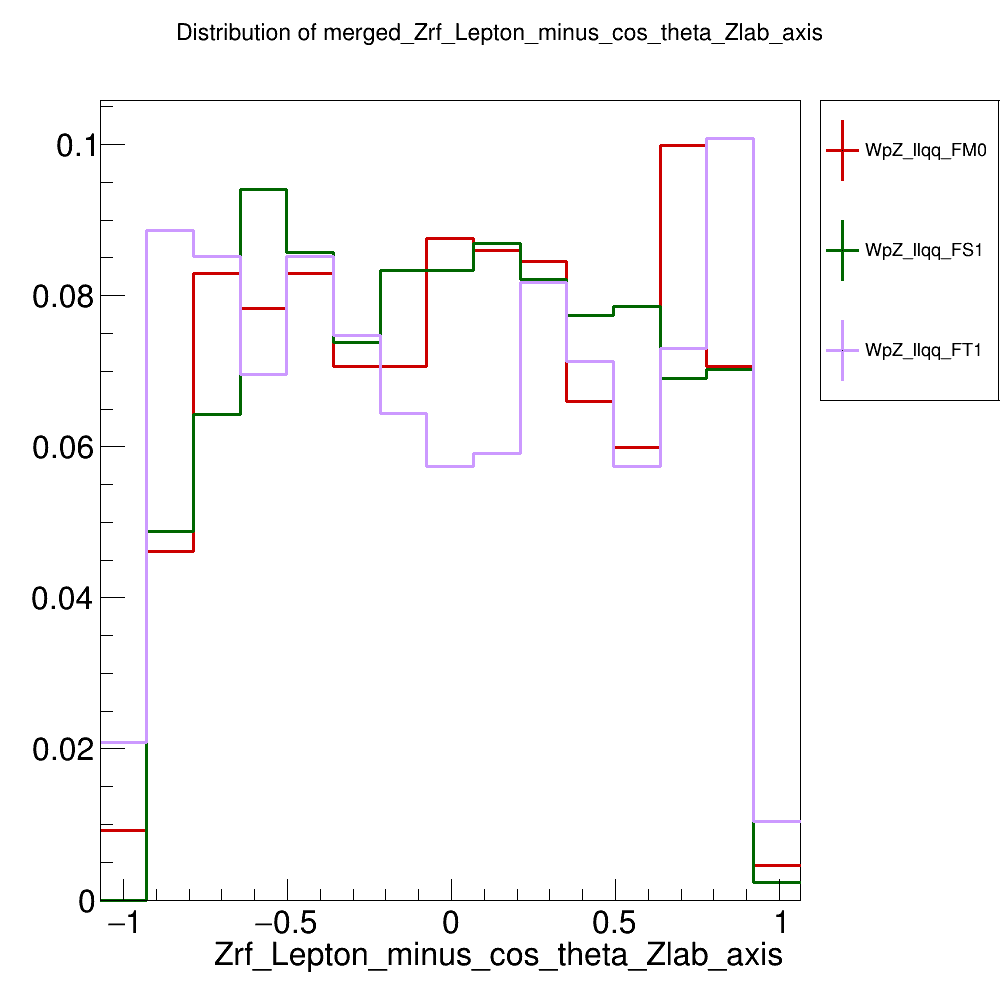 Distribution of merged_Zrf_Lepton_minus_cos_theta_Zlab_axis
0.1
0.08
0.06
0.04
0.02
0
−1
−0.5
0
0.5
1
Zrf_Lepton_minus_cos_theta_Zlab_axis
WpZ_llqq_FM0
WpZ_llqq_FS1
WpZ_llqq_FT1